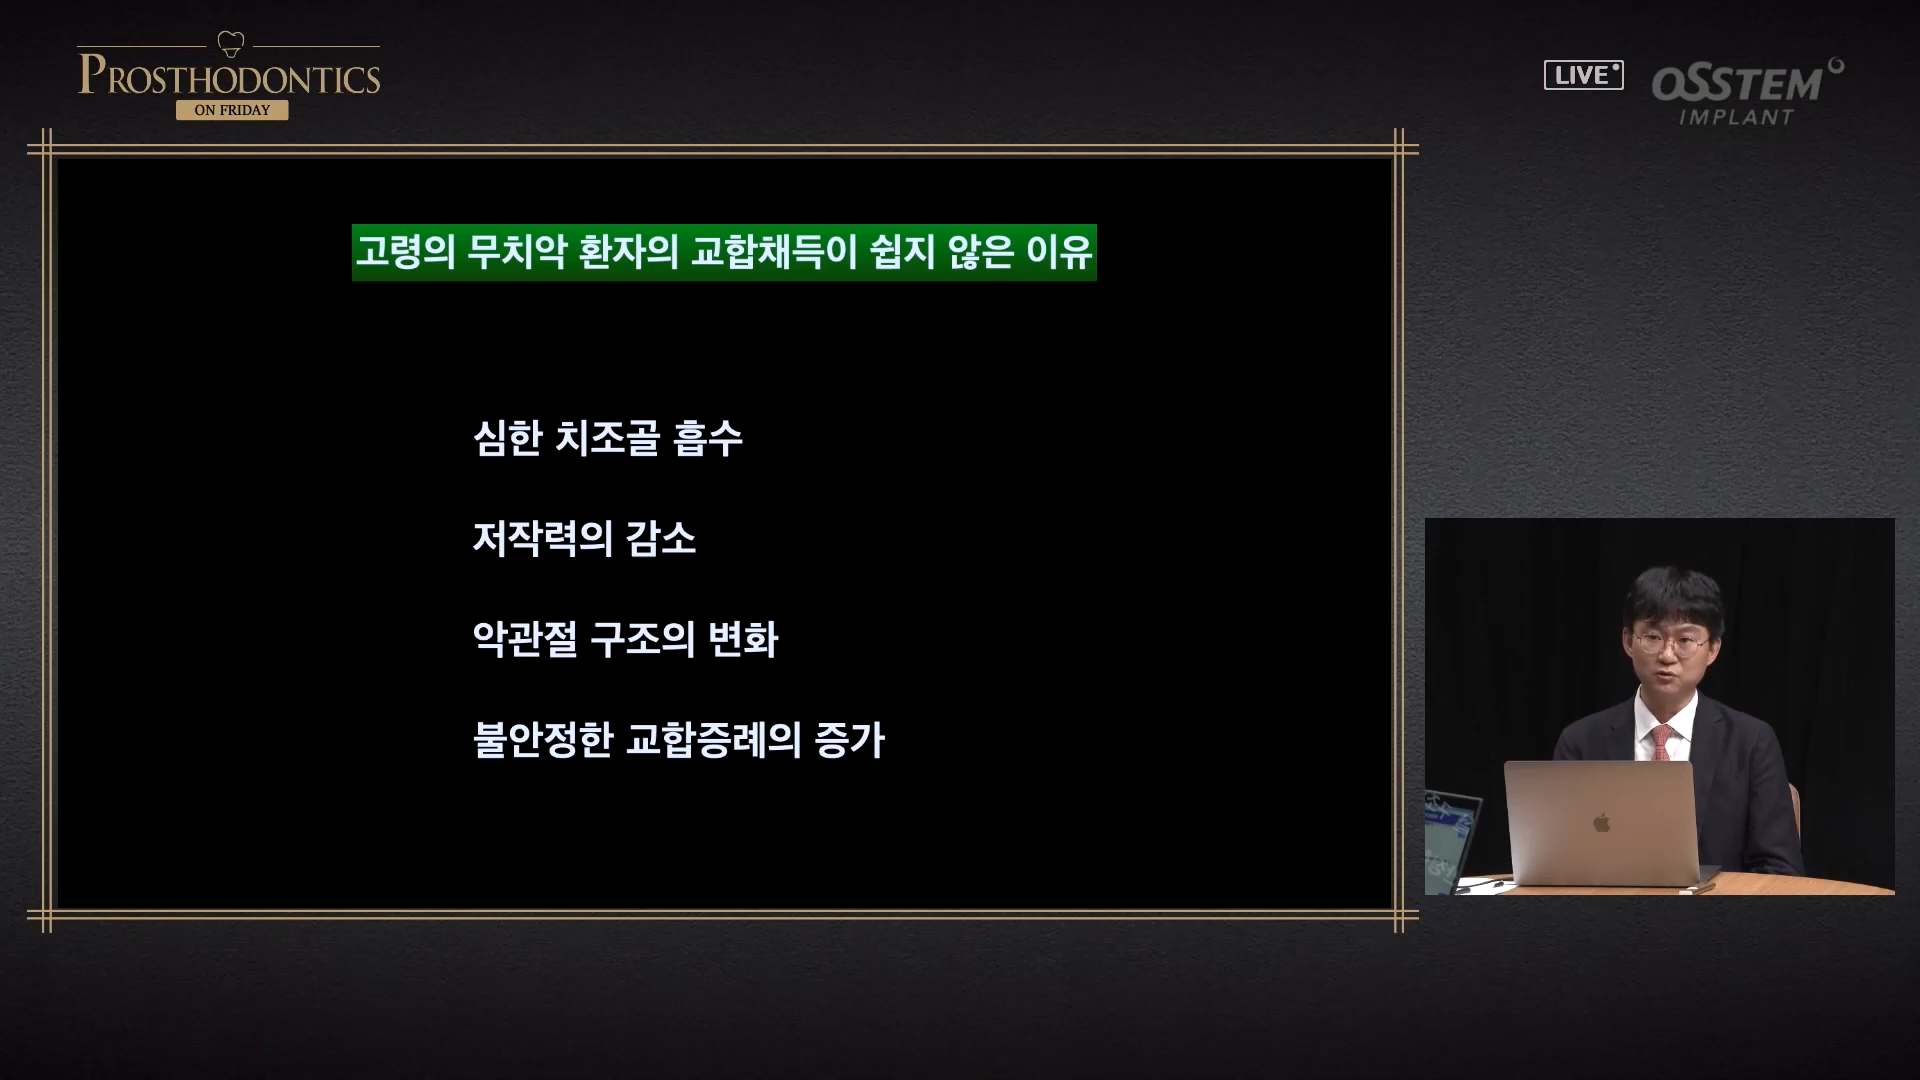 PROSTHODONTICS
ON FRIDAY
LIVE
OSSTEM
IMPLANT
고령의 무치악 환자의 교합채득이 쉽지 않은 이유
심한 치조골 흡수
저작력의 감소
악관절 구조의 변화
불안정한 교합증례의 증가